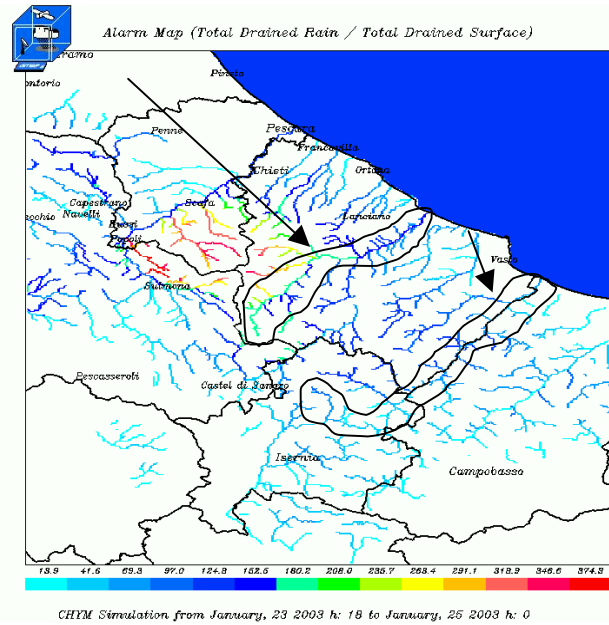 Alarm Map (Total Drained Rain / Total Drained Surface)
Pineto
Penne
Pescara
Francavilla
Chieti
Ortona
Capestrano
Scafa
Navelli
Lanciano
Bussi
Popoli
Vasto
Sulmona
Pescasseroli
Castel di Sangro
Isernia
Campobasso
13.9 41.6 69.3 97.0 124.8 152.5 180.2 208.0 235.7 263.4 291.1 318.9 346.6 374.3
CHYM Simulation from January, 23 2003 h: 18 to January, 25 2003 h: 0